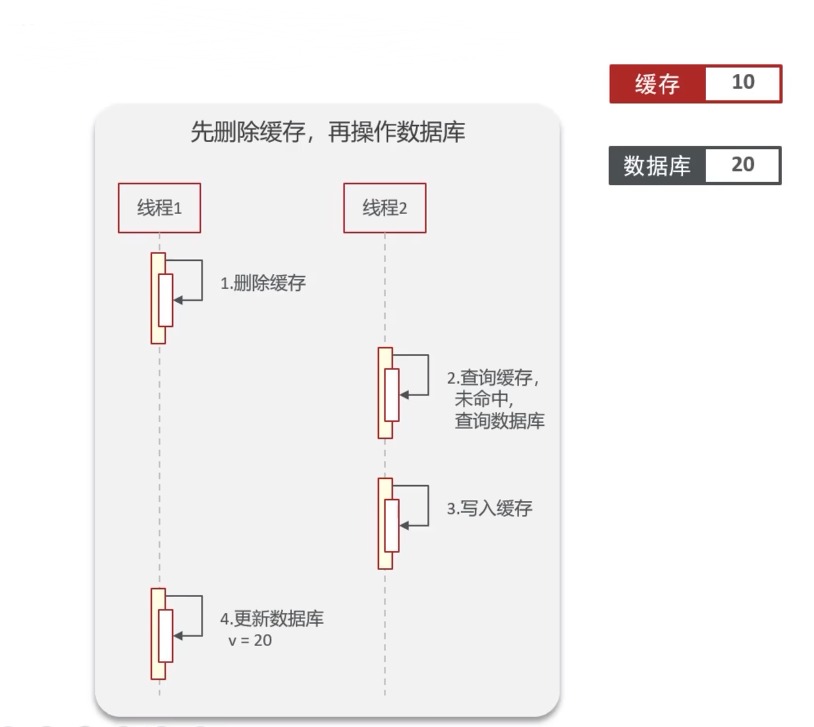 缓存 10
先删除缓存，再操作数据库
数据库 20
线程1
线程2
1.删除缓存
2.查询缓存，
未命中，
查询数据库
3.写入缓存
4.更新数据库
v = 20